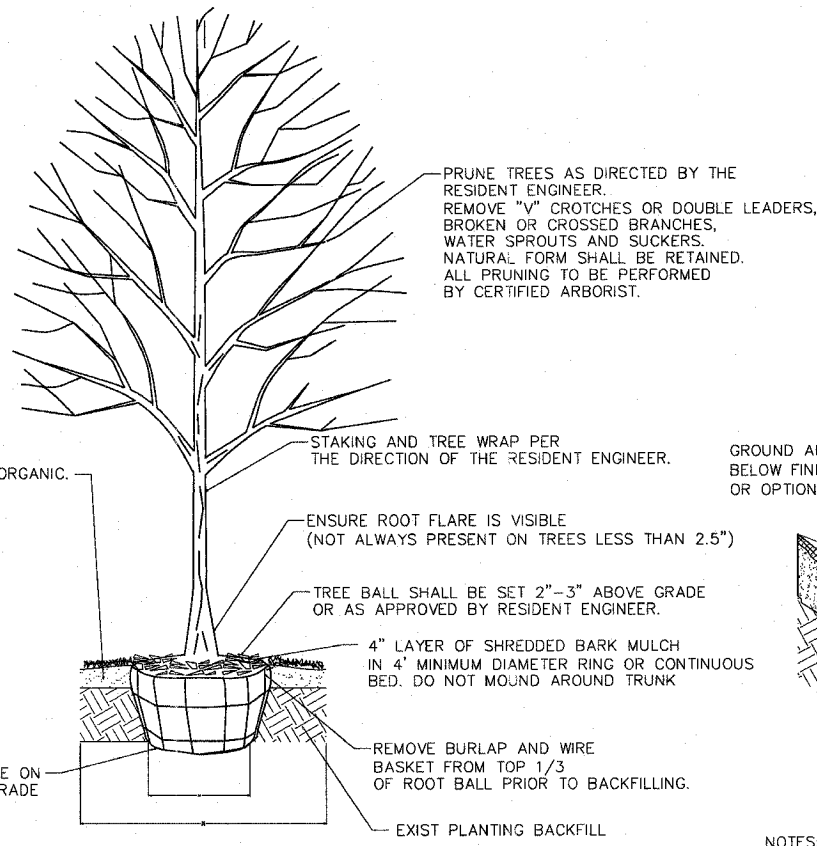 PRUNE TREES AS DIRECTED BY THE
RESIDENT ENGINEER.
REMOVE "V" CROTCHES OR DOUBLE LEADERS,
BROKEN OR CROSSED BRANCHES,
WATER SPROUTS AND SUCKERS.
NATURAL FORM SHALL BE RETAINED.
ALL PRUNING TO BE PERFORMED
BY CERTIFIED ARBORIST.
STAKING AND TREE WRAP PER
THE DIRECTION OF THE RESIDENT ENGINEER.
ORGANIC.
GROUND
BELOW
OR
ENSURE ROOT FLARE IS VISIBLE
(NOT ALWAYS PRESENT ON TREES LESS THAN 2.5")
TREE BALL SHALL BE SET 2"-3" ABOVE GRADE
OR AS APPROVED BY RESIDENT ENGINEER.
4" LAYER OF SHREDDED BARK MULCH
IN 4' MINIMUM DIAMETER RING OR CONTINUOUS
BED. DO NOT MOUND AROUND TRUNK
REMOVE BURLAP AND WIRE
BASKET FROM TOP 1/3
OF ROOT BALL PRIOR TO BACKFILLING.
ON
EXIST PLANTING BACKFILL
NOTES: